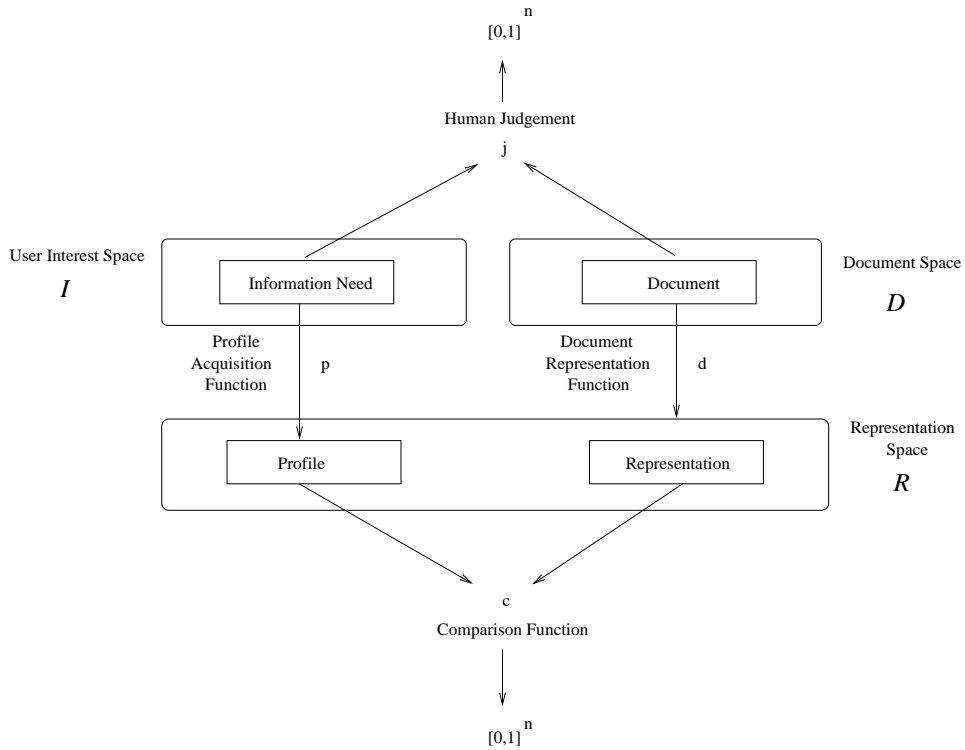 n
[0,1]
Human Judgement
j
User Interest Space
I
Information Need
Document
Document Space
D
Profile
Acquisition
Function
p
Document
Representation
Function
d
Representation
Space
R
Profile
Representation
c
Comparison Function
n
[0,1]